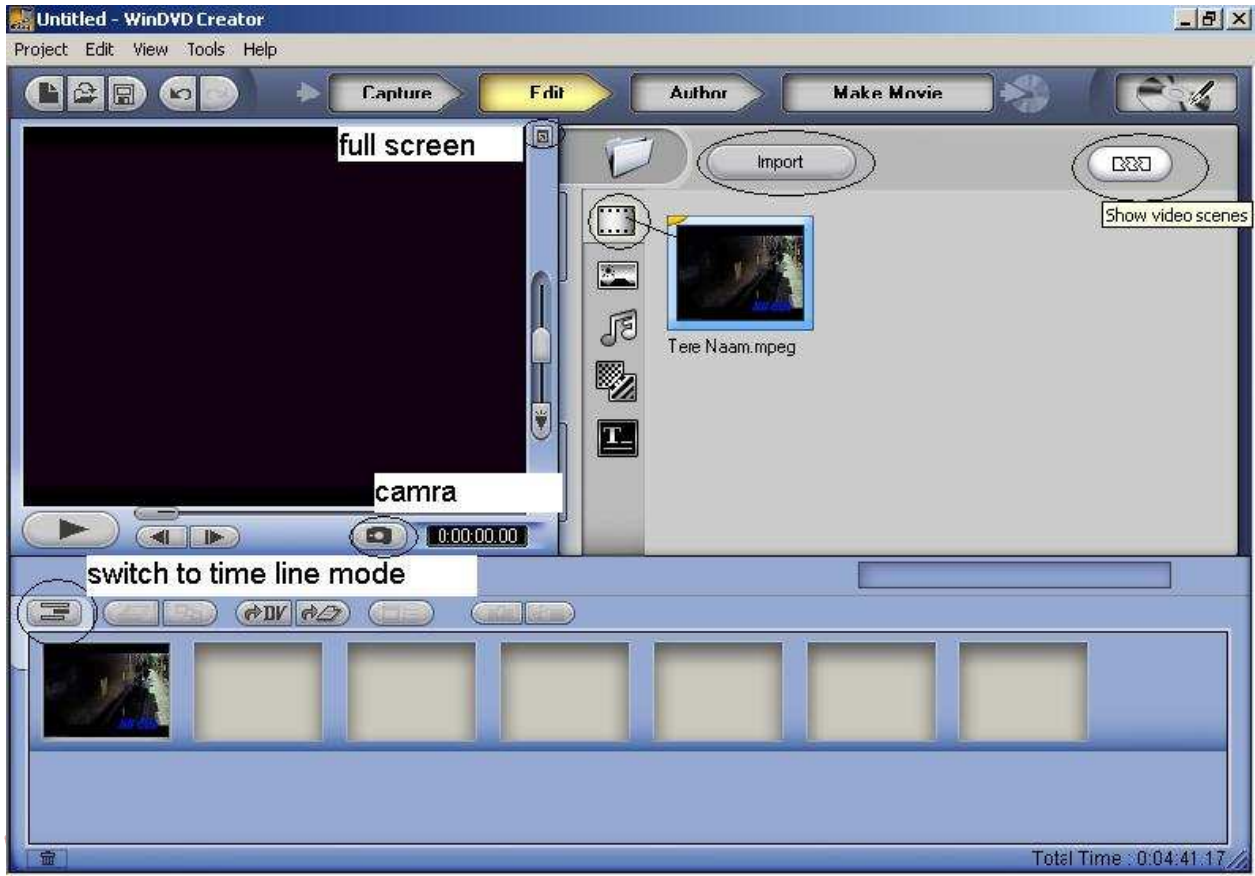 Untitled - WinDVD Creator
Project Edit View Tools Help
Capture Edit Author Make Movie
full screen
Import
Show video scenes
Tere Naam.mpeg
T_
camra
0:00:00.00
switch to time line mode
DV
Total Time : 0:04:41.17